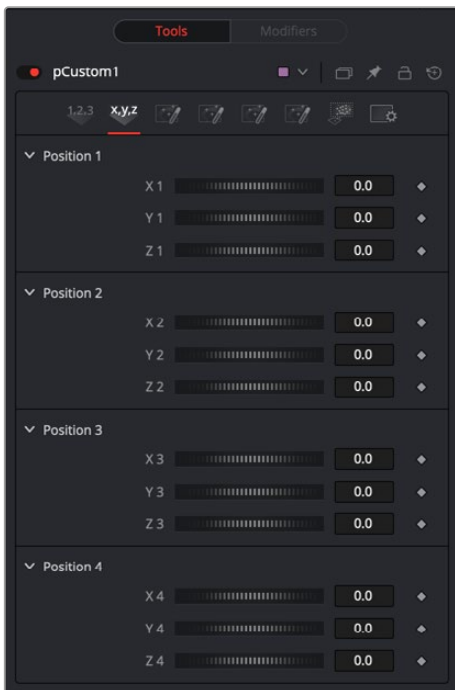 Tools Modifiers
pCustom1
1,2,3 x,y,z
Position 1
X 1 0.0
Y 1 0.0
Z 1 0.0
Position 2
X 2 0.0
Y 2 0.0
Z 2 0.0
Position 3
X 3 0.0
Y 3 0.0
Z 3 0.0
Position 4
X 4 0.0
Y 4 0.0
Z 4 0.0